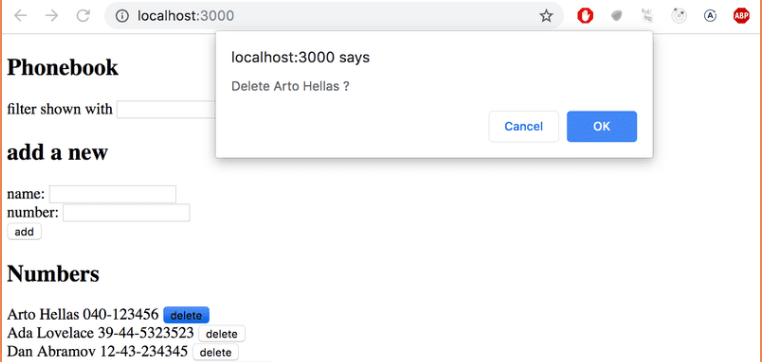 localhost:3000
ABP
localhost:3000 says
Delete Arto Hellas ?
Cancel
OK
Phonebook
filter shown with
add a new
name:
number:
add
Numbers
Arto Hellas 040-123456 delete
Ada Lovelace 39-44-5323523 delete
Dan Abramov 12-43-234345 delete